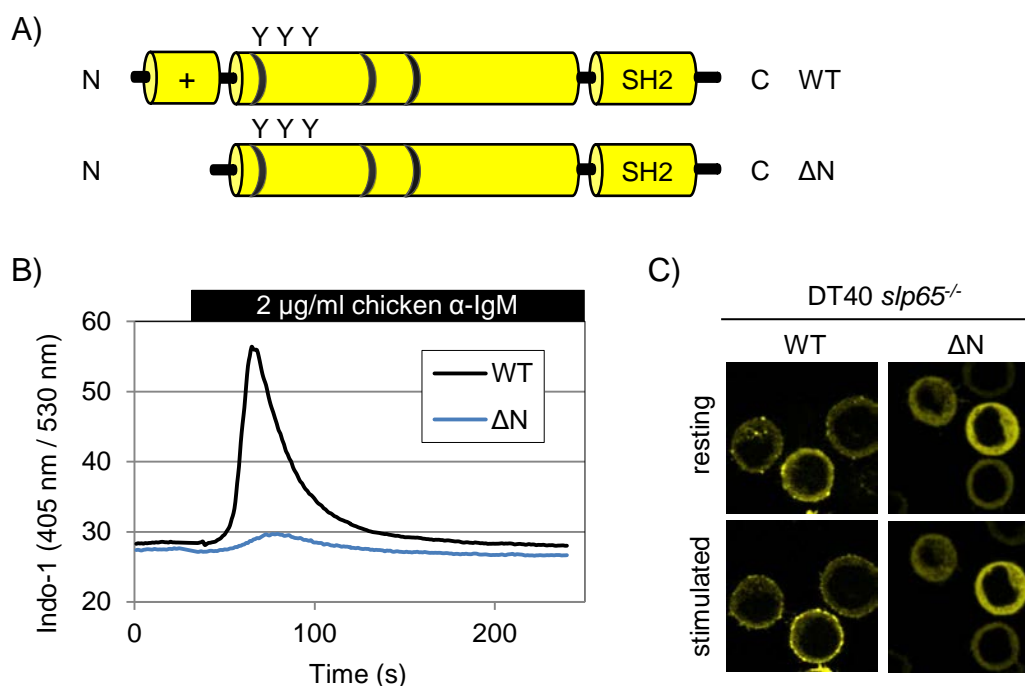 A)
Y Y Y
N + SH2 C WT
Y Y Y
N SH2 C ΔN
B)
2 µg/ml chicken α-IgM
60
50
40
30
20
Indo-1 (405 nm / 530 nm)
WT
ΔN
0 100 200
Time (s)
C)
DT40 slp65-/-
WT ΔN
resting
stimulated